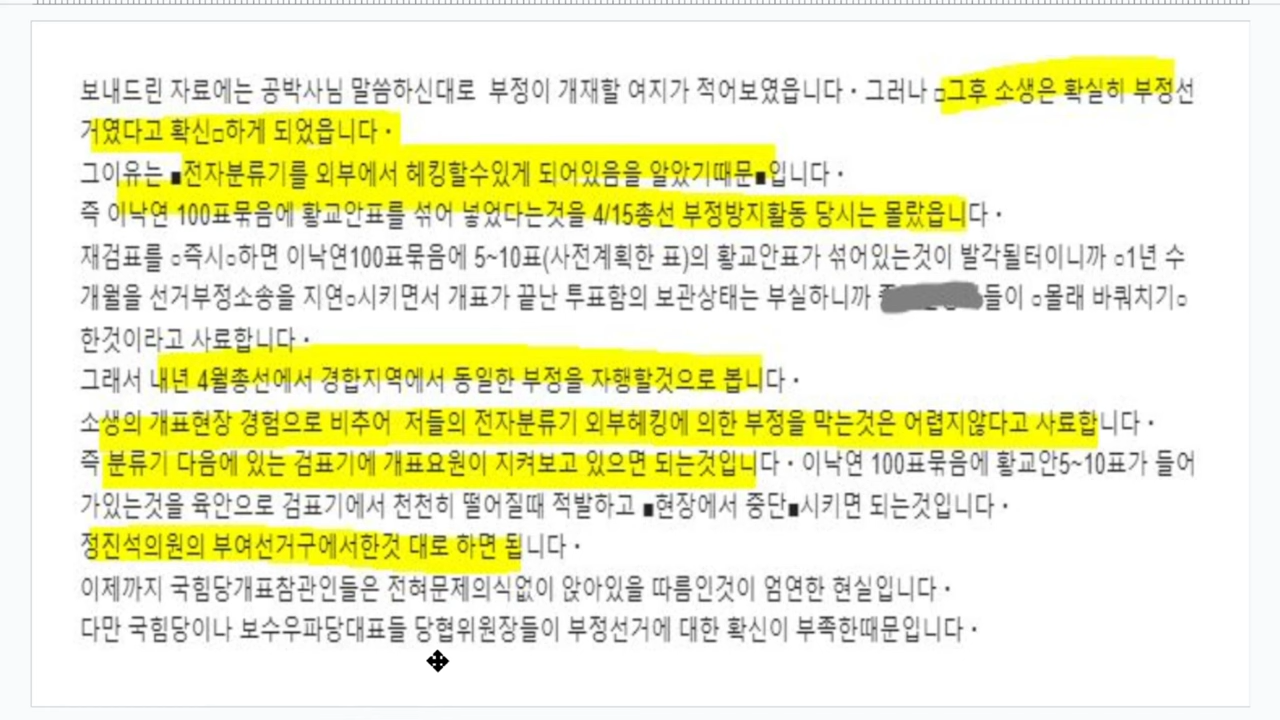 보내드린 자료에는 공박사님 말씀하신대로 부정이 개재할 여지가 적어보였읍니다· 그러나 □그후 소생은 확실히 부정선
거였다고 확신□하게 되었읍니다·
그이유는 ■전자분류기를 외부에서 헤킹할수있게 되어있음을 알았기때문■입니다·
즉 이낙연 100표묶음에 황교안표를 섞어 넣었다는것을 4/15총선 부정방지활동 당시는 몰랐읍니다·
재검표를 ▫즉시▫하면 이낙연100표묶음에 5~10표(사전계획한 표)의 황교안표가 섞어있는것이 발각될터이니까 ▫1년 수
개월을 선거부정소송을 지연▫시키면서 개표가 끝난 투표함의 보관상태는 부실하니까 들이 ▫몰래 바꿔치기▫
한것이라고 사료합니다·
그래서 내년 4월총선에서 경합지역에서 동일한 부정을 자행할것으로 봅니다·
소생의 개표현장 경험으로 비추어 저들의 전자분류기 외부헤킹에 의한 부정을 막는것은 어렵지않다고 사료합니다·
즉 분류기 다음에 있는 검표기에 개표요원이 지켜보고 있으면 되는것입니다· 이낙연 100표묶음에 황교안5~10표가 들어
가있는것을 육안으로 검표기에서 천천히 떨어질때 적발하고 ■현장에서 중단■시키면 되는것입니다·
정진석의원의 부여선거구에서한것 대로 하면 됩니다·
이제까지 국힘당개표참관인들은 전혀문제의식없이 앉아있을 따름인것이 엄연한 현실입니다·
다만 국힘당이나 보수우파당대표들 당협위원장들이 부정선거에 대한 확신이 부족한때문입니다·